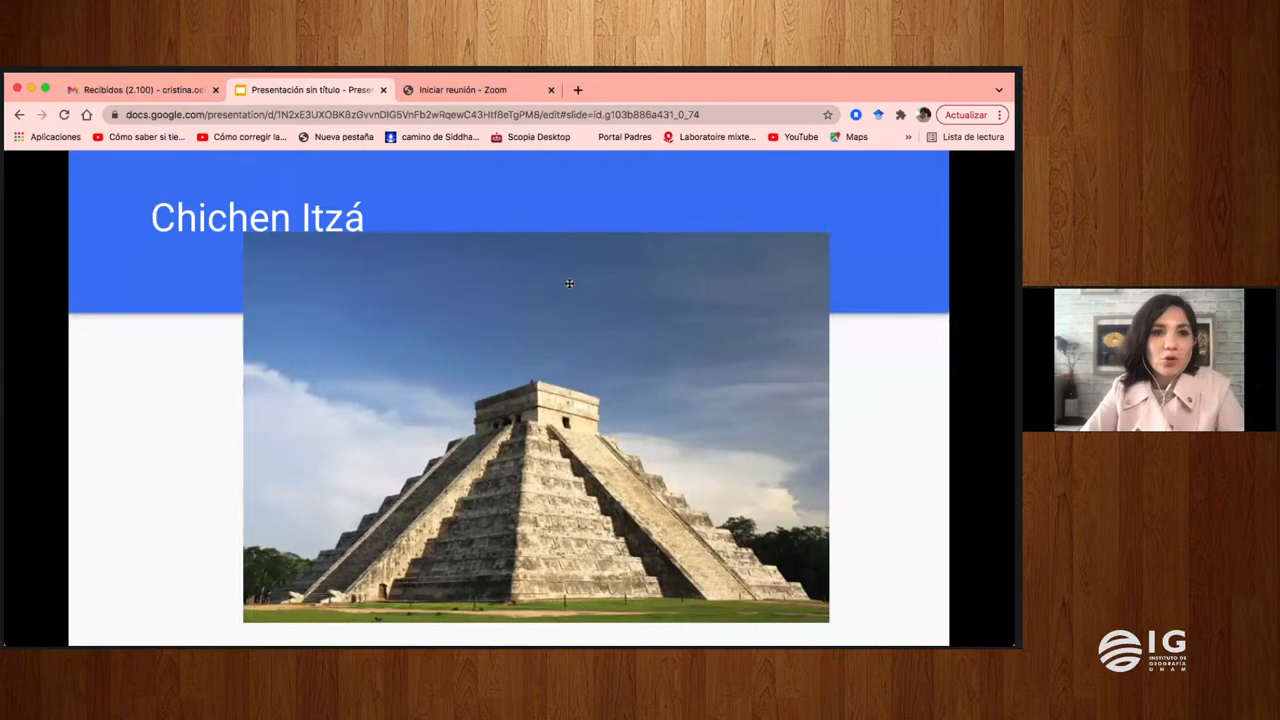 Recibidos (2.100) - cristina.oe
Presentación sin título - Preser
Iniciar reunión - Zoom
docs.google.com/presentation/d/1N2xE3UXOBK8zGvvnDIG5VnFb2wRqewC43Htf8eTgPM8/edit#slide=id.g103b886a431_0_74
Actualizar
Aplicaciones
Cómo saber si tie...
Cómo corregir la...
Nueva pestaña
camino de Siddha...
Scopia Desktop
Portal Padres
Laboratoire mixte...
YouTube
Maps
»
Lista de lectura
Chichen Itzá
IG
INSTITUTO DE
GEOGRAFÍA
UNAM